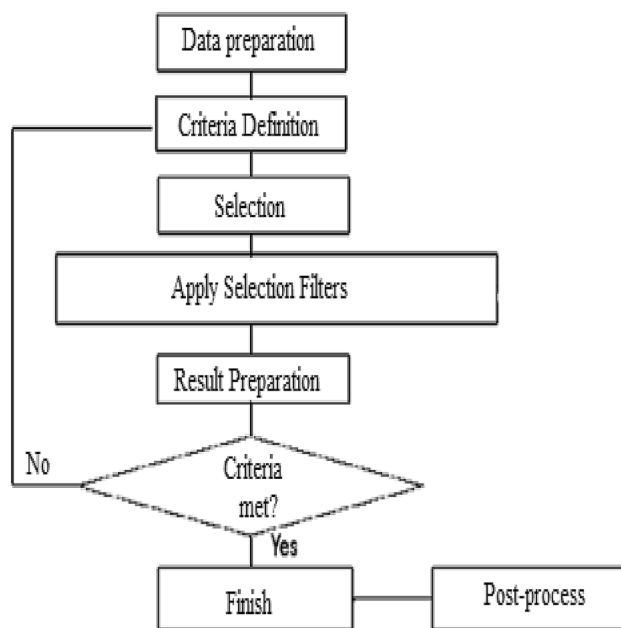 Data preparation
Criteria Definition
Selection
Apply Selection Filters
Result Preparation
No
Criteria
met?
Yes
Finish
Post-process